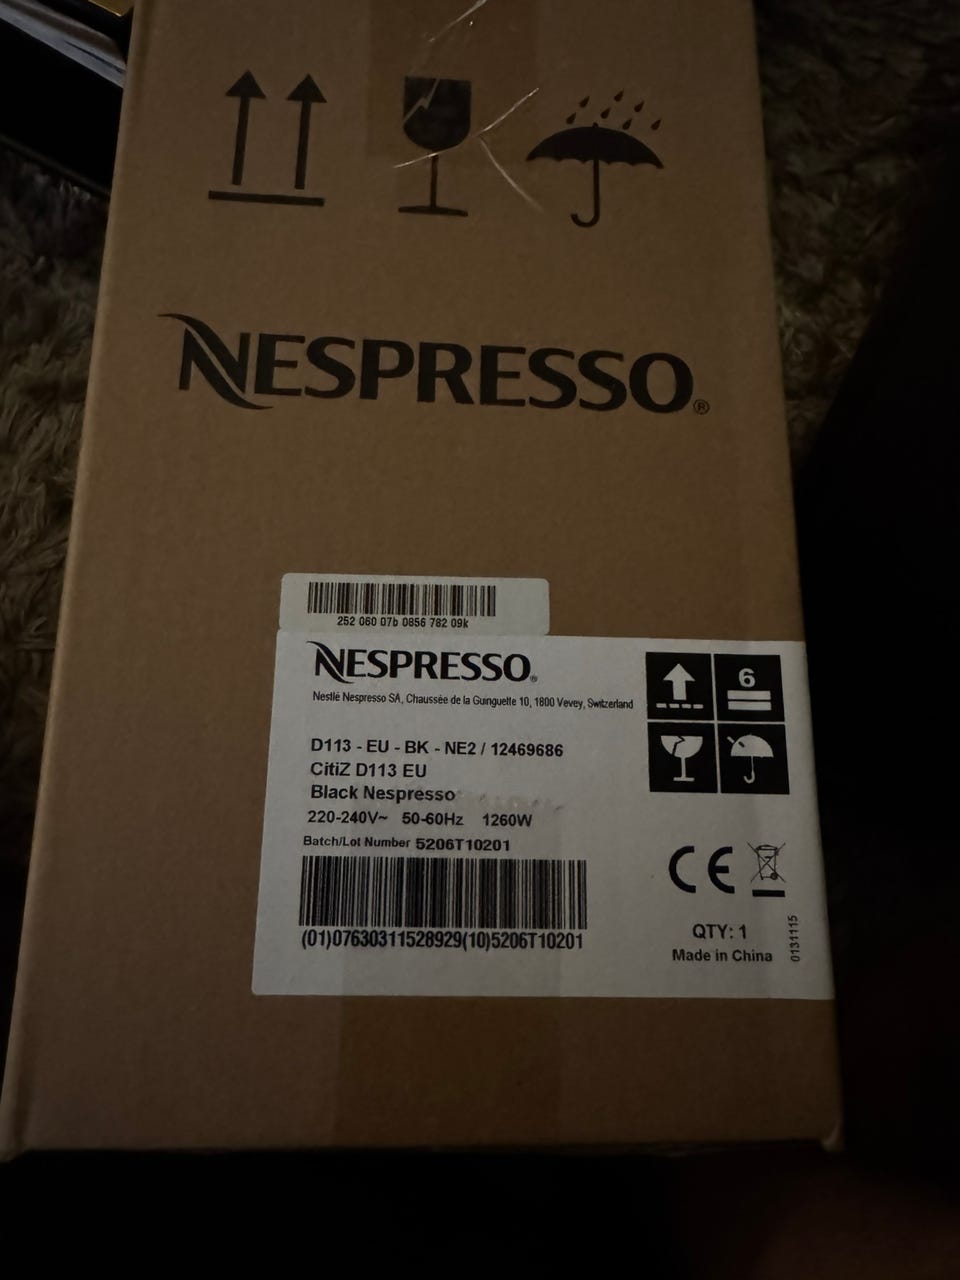 NESPRESSO®
252 060 07b 0856 782 09k
NESPRESSO®
Nestlé Nespresso SA, Chaussée de la Guinguette 10, 1800 Vevey, Switzerland
6
D113 - EU - BK - NE2 / 12469686
CitiZ D113 EU
Black Nespresso
220-240V~ 50-60Hz 1260W
Batch/Lot Number 5206T10201
(01)07630311528929(10)5206T10201
CE
QTY: 1
Made in China
0131115